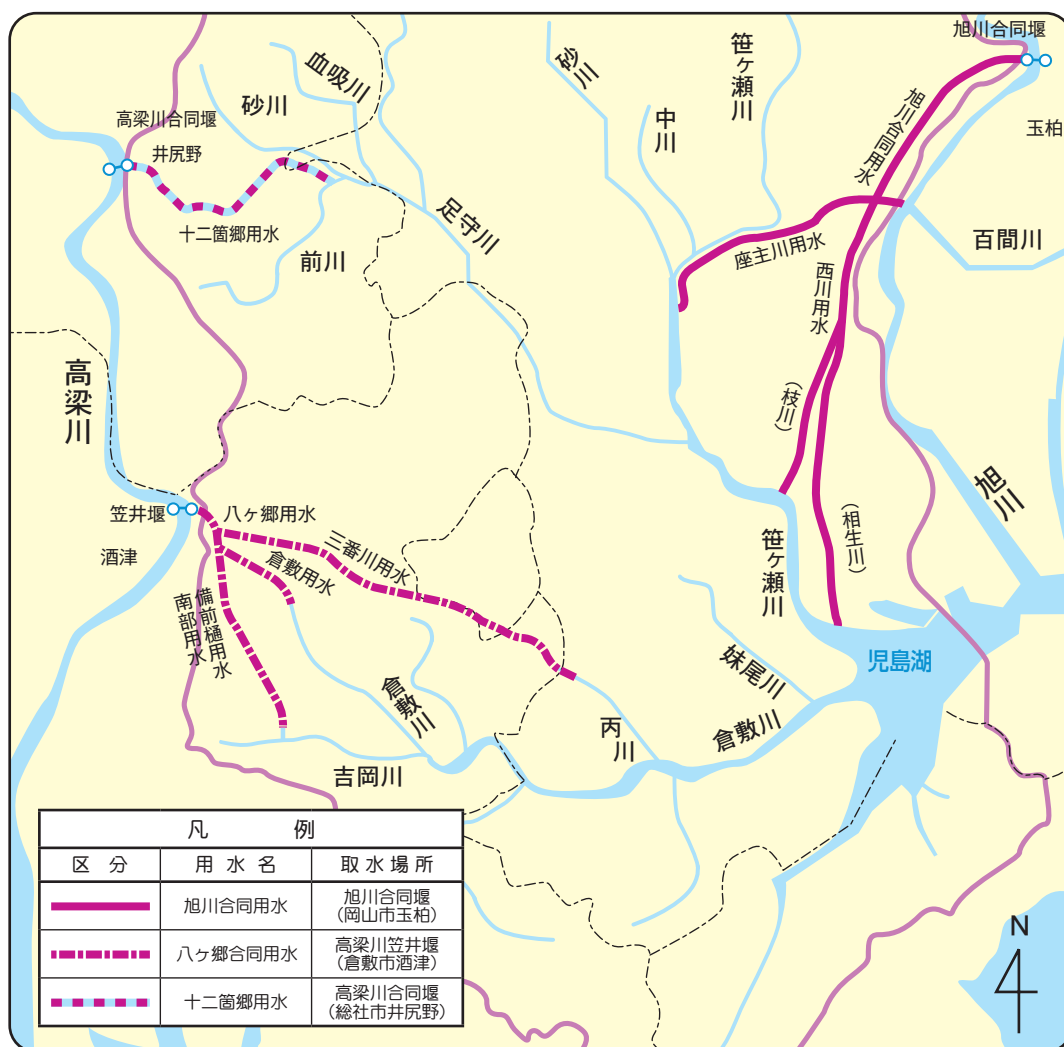 旭川合同堰
笹ヶ瀬川
砂川
血吸川
砂川
中川
高梁川合同堰
井尻野
旭川合同用水
玉柏
十二箇郷用水
前川
足守川
座主川用水
百間川
西川用水
高梁川
(枝川)
旭川
笠井堰
八ヶ郷用水
酒津
三番川用水
倉敷用水
(相生川)
笹ヶ瀬川
備前樋用水
南部用水
児島湖
妹尾川
倉敷川
倉敷川
丙川
吉岡川
凡例
区分 用水名 取水場所
旭川合同用水 旭川合同堰
(岡山市玉柏)
八ヶ郷合同用水 高梁川笠井堰
(倉敷市酒津)
十二箇郷用水 高梁川合同堰
(総社市井尻野)
N